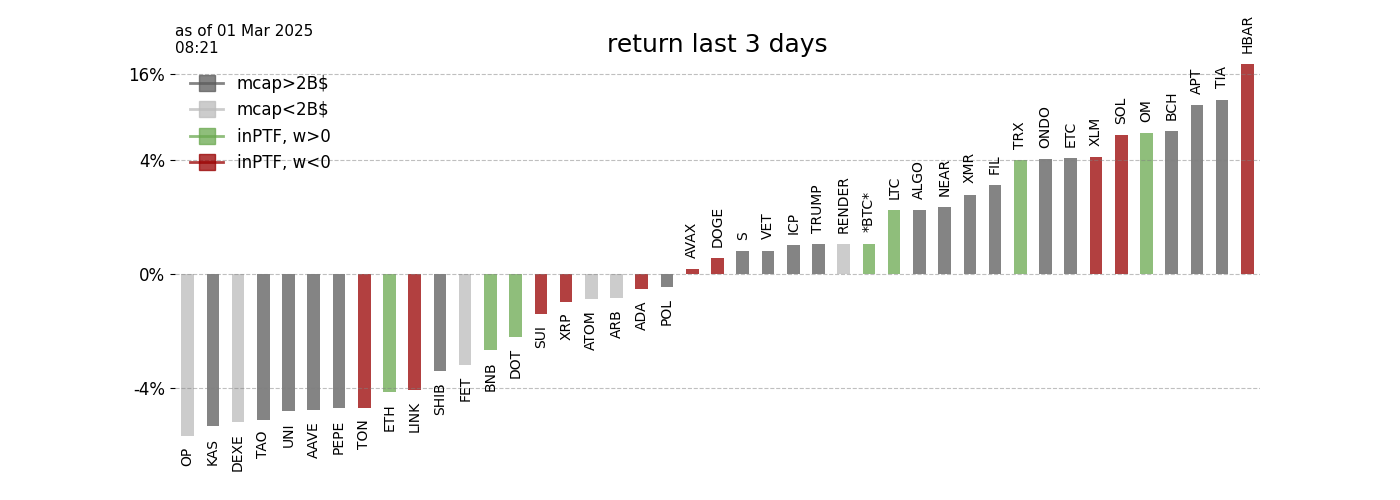 as of 01 Mar 2025
08:21
return last 3 days
16%
4%
0%
-4%
mcap>2B$
mcap<2B$
inPTF, w>0
inPTF, w<0
OP
KAS
DEXE
TAO
UNI
AAVE
PEPE
TON
ETH
LINK
SHIB
FET
BNB
DOT
SUI
XRP
ATOM
ARB
ADA
POL
AVAX
DOGE
S
VET
ICP
TRUMP
RENDER
*BTC*
LTC
ALGO
NEAR
XMR
FIL
TRX
ONDO
ETC
XLM
SOL
OM
BCH
APT
TIA
HBAR